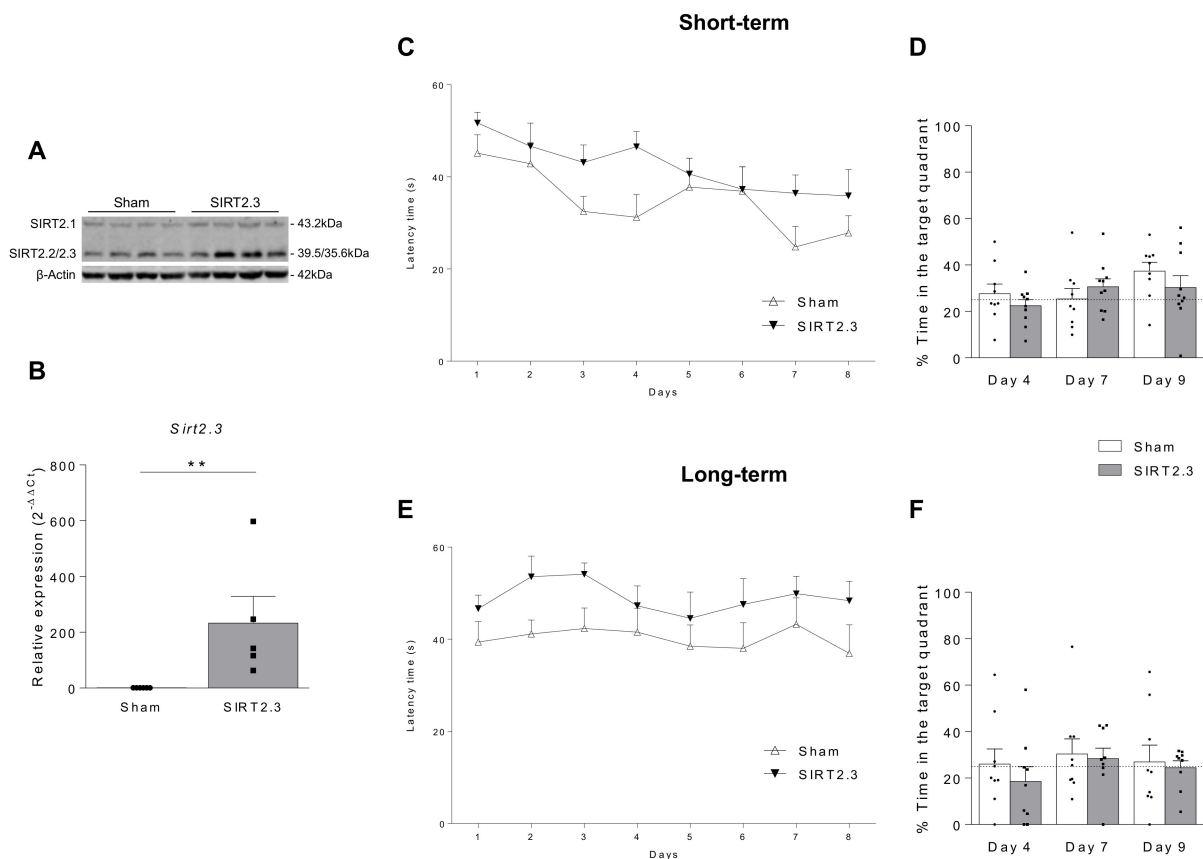 Short-term
A
Sham SIRT2.3
SIRT2.1 - 43.2kDa
SIRT2.2/2.3 - 39.5/35.6kDa
β-Actin - 42kDa
B
Sirt2.3
Relative expression (2^-ΔΔCt)
800
600
400
200
0
**
Sham SIRT2.3
C
Latency time (s)
60
40
20
0
1 2 3 4 5 6 7 8
Days
Sham
SIRT2.3
D
% Time in the target quadrant
100
80
60
40
20
0
Day 4 Day 7 Day 9
Sham
SIRT2.3
Long-term
E
Latency time (s)
60
40
20
0
1 2 3 4 5 6 7 8
Days
Sham
SIRT2.3
F
% Time in the target quadrant
100
80
60
40
20
0
Day 4 Day 7 Day 9